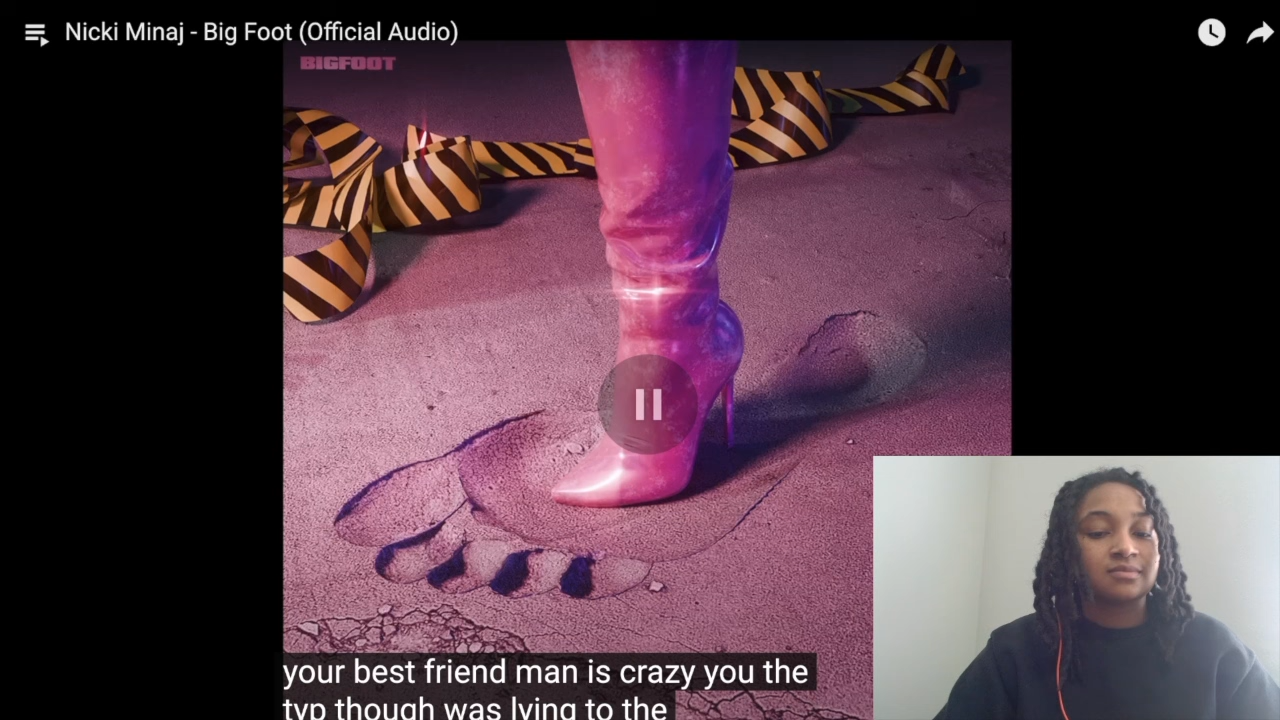 Nicki Minaj - Big Foot (Official Audio)
BIGFOOT
your best friend man is crazy you the
typ though was lying to the